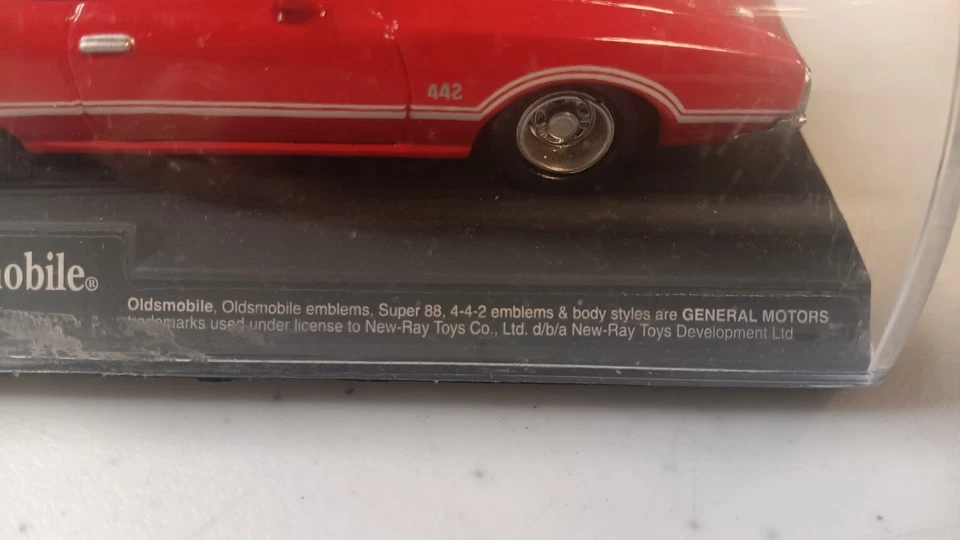 442
mobile®
Oldsmobile, Oldsmobile emblems, Super 88, 4-4-2 emblems & body styles are GENERAL MOTORS
trademarks used under license to New-Ray Toys Co., Ltd. d/b/a New-Ray Toys Development Ltd